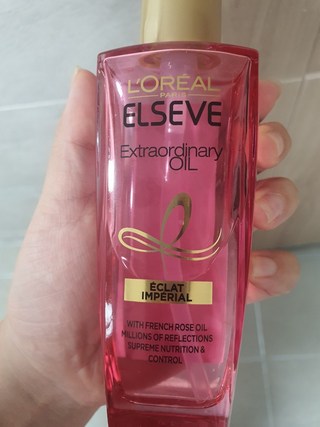 L'ORÉAL
PARIS
ELSEVE
Extraordinary
OIL
ÉCLAT
IMPÉRIAL
WITH FRENCH ROSE OIL
MILLIONS OF REFLECTIONS
SUPREME NUTRITION &
CONTROL